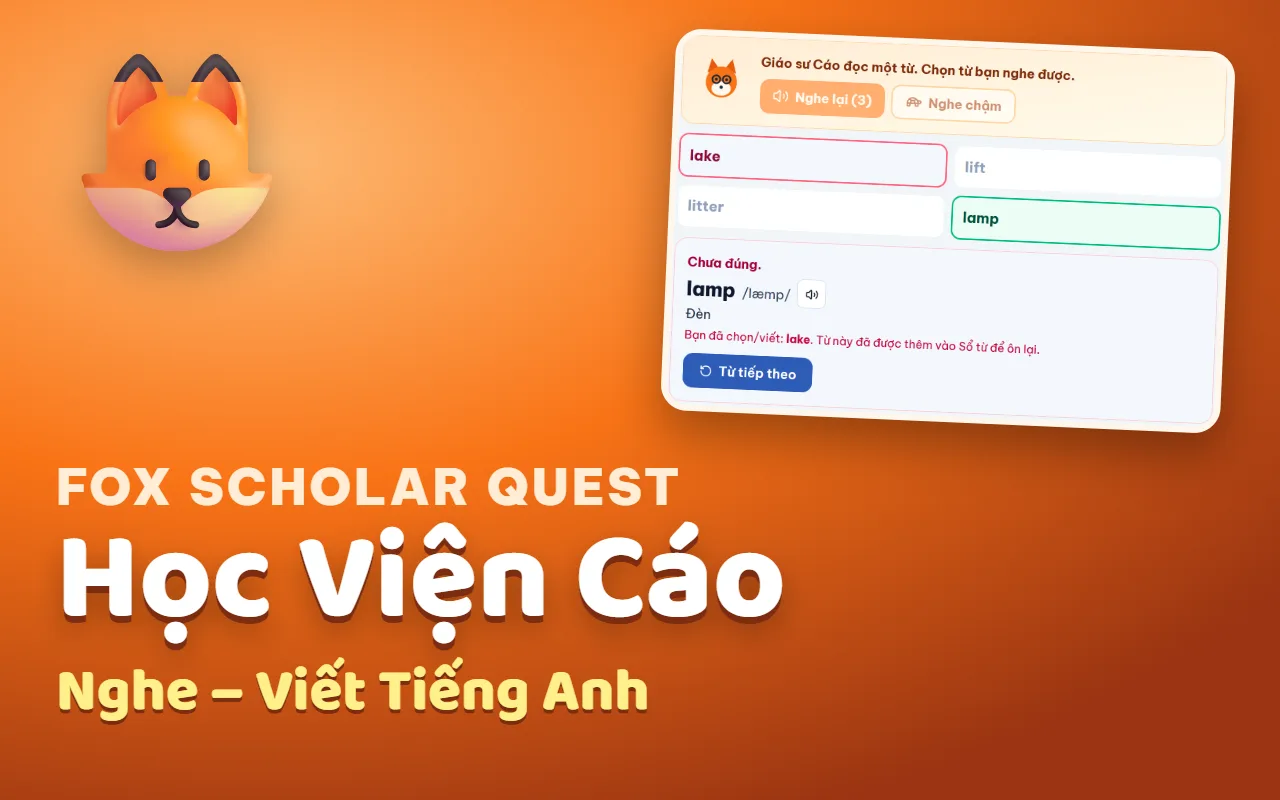 Giáo sư Cáo đọc một từ. Chọn từ bạn nghe được.
Nghe lại (3)
Nghe chậm
lake
lift
litter
lamp
Chưa đúng.
lamp /læmp/
Đèn
Bạn đã chọn/viết: lake. Từ này đã được thêm vào Sổ từ để ôn lại.
Từ tiếp theo
FOX SCHOLAR QUEST
Học Viện Cáo
Nghe – Viết Tiếng Anh